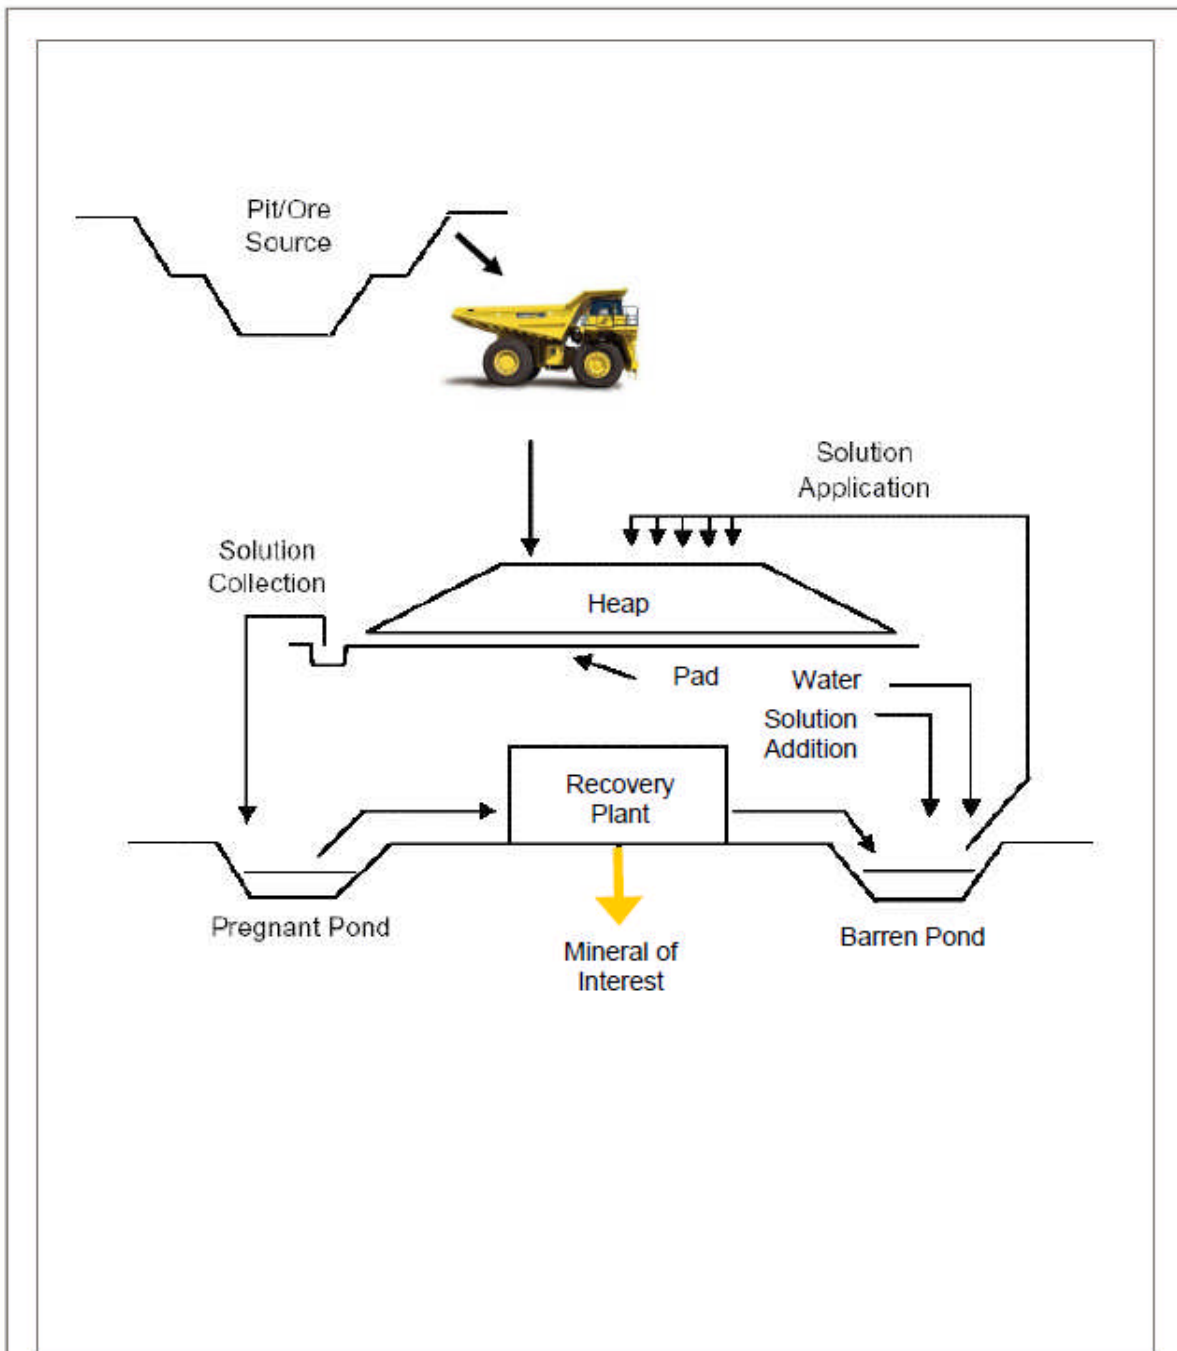 Pit/Ore
Source
Solution
Application
Solution
Collection
Heap
Pad
Water
Solution
Addition
Recovery
Plant
Pregnant Pond
Barren Pond
Mineral of
Interest